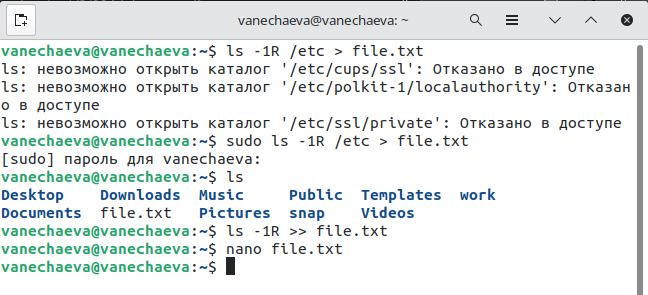 vanechaeva@vanechaeva: ~
vanechaeva@vanechaeva:~$ ls -1R /etc > file.txt
ls: невозможно открыть каталог '/etc/cups/ssl': Отказано в доступе
ls: невозможно открыть каталог '/etc/polkit-1/localauthority': Отказан
о в доступе
ls: невозможно открыть каталог '/etc/ssl/private': Отказано в доступе
vanechaeva@vanechaeva:~$ sudo ls -1R /etc > file.txt
[sudo] пароль для vanechaeva:
vanechaeva@vanechaeva:~$ ls
Desktop Downloads Music Public Templates work
Documents file.txt Pictures snap Videos
vanechaeva@vanechaeva:~$ ls -1R >> file.txt
vanechaeva@vanechaeva:~$ nano file.txt
vanechaeva@vanechaeva:~$